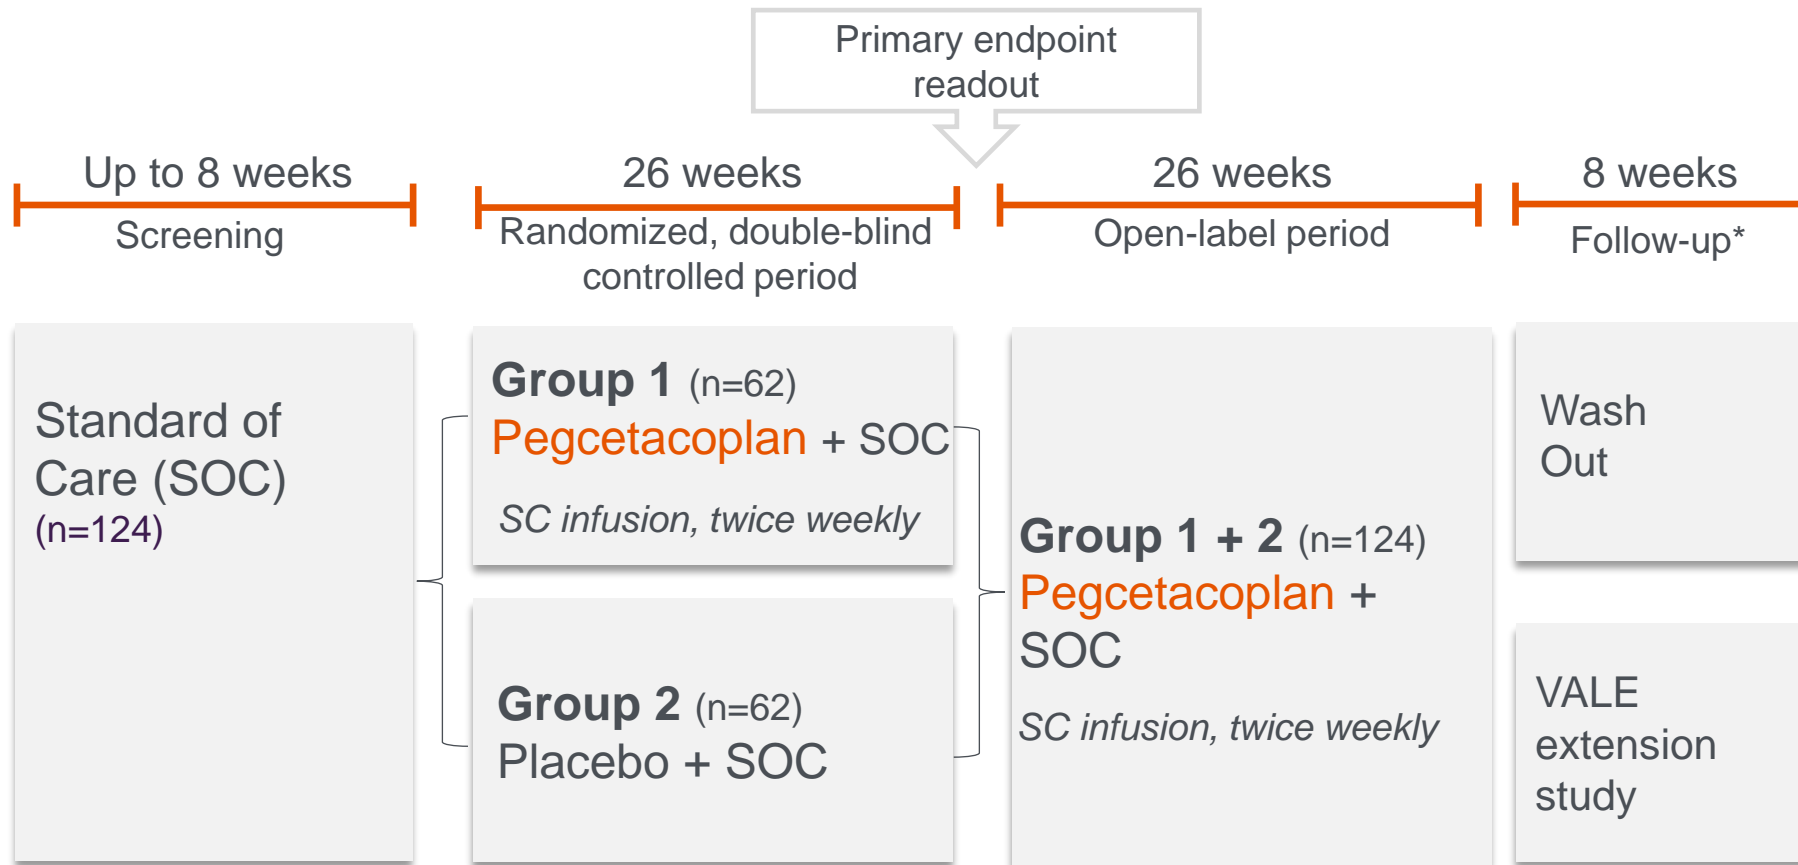 Primary endpoint
readout
Up to 8 weeks
Screening
26 weeks
Randomized, double-blind
controlled period
26 weeks
Open-label period
8 weeks
Follow-up*
Standard of
Care (SOC)
(n=124)
Group 1 (n=62)
Pegcetacoplan + SOC
SC infusion, twice weekly
Group 2 (n=62)
Placebo + SOC
Group 1 + 2 (n=124)
Pegcetacoplan +
SOC
SC infusion, twice weekly
Wash
Out
VALE
extension
study